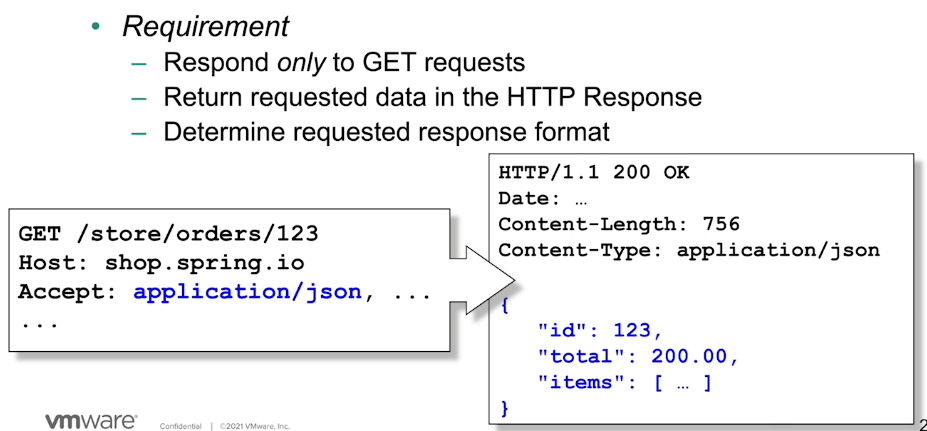 • Requirement
– Respond only to GET requests
– Return requested data in the HTTP Response
– Determine requested response format
GET /store/orders/123
Host: shop.spring.io
Accept: application/json, ...
...
HTTP/1.1 200 OK
Date: …
Content-Length: 756
Content-Type: application/json
{
"id": 123,
"total": 200.00,
"items": [ … ]
}
vmware® Confidential | ©2021 VMware, Inc.
2